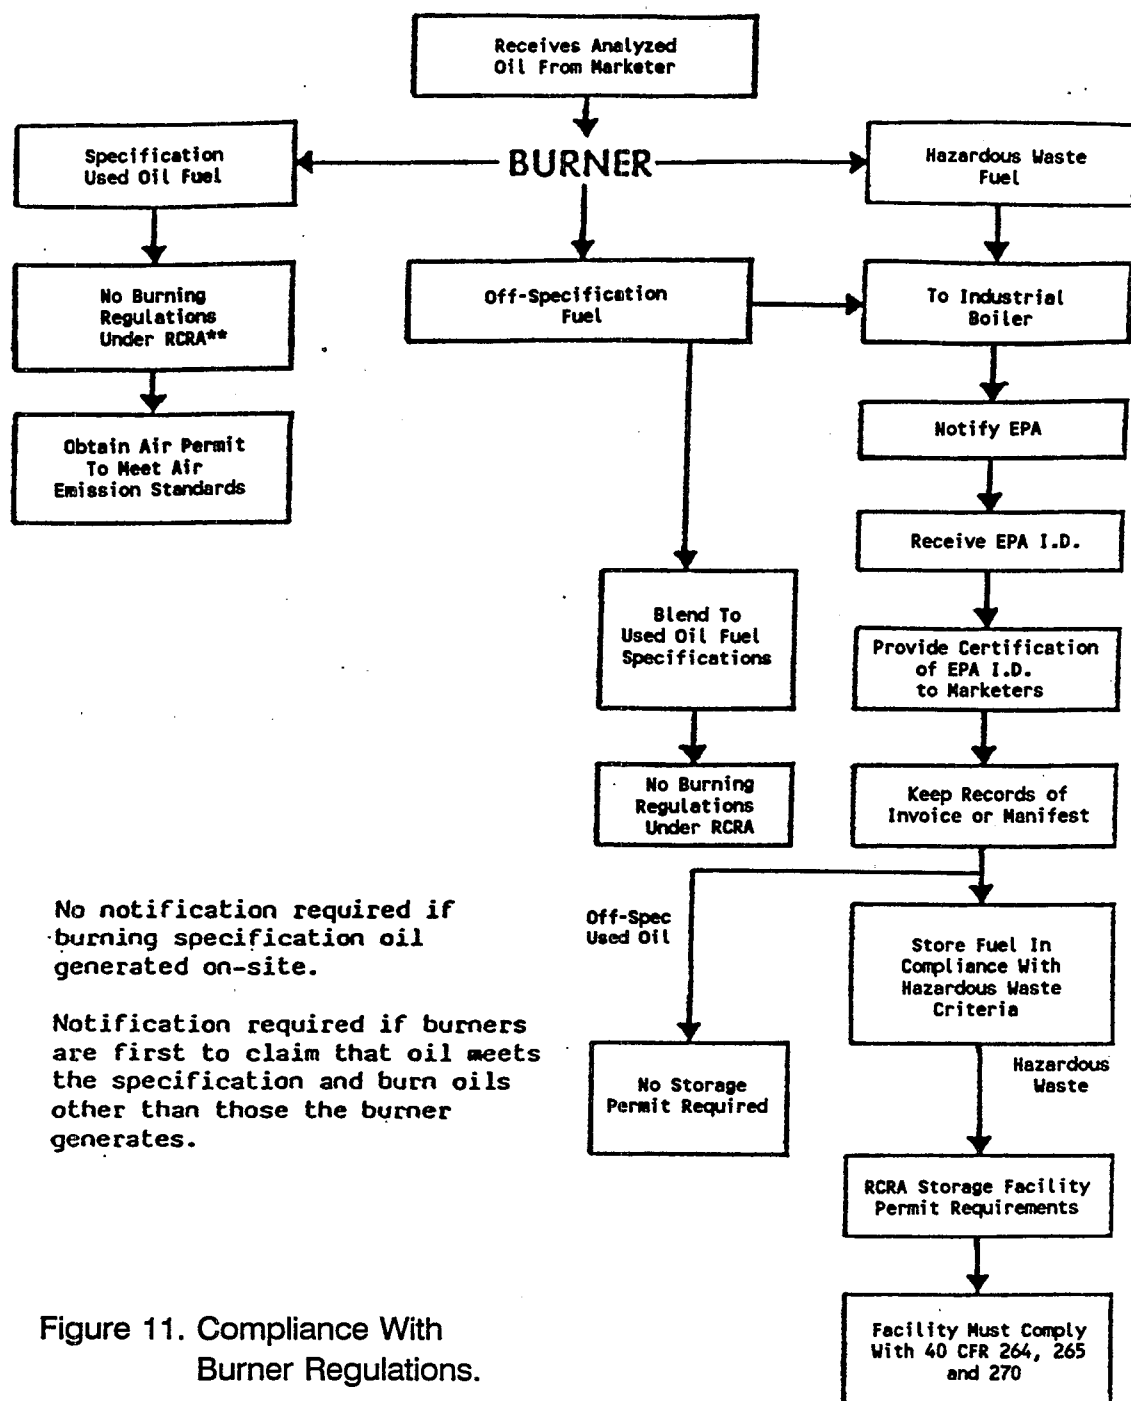 Receives Analyzed
Oil From Marketer
BURNER
Specification
Used Oil Fuel
Hazardous Waste
Fuel
No Burning
Regulations
Under RCRA**
Off-Specification
Fuel
To Industrial
Boiler
Obtain Air Permit
To Meet Air
Emission Standards
Notify EPA
Receive EPA I.D.
Blend To
Used Oil Fuel
Specifications
Provide Certification
of EPA I.D.
to Marketers
No Burning
Regulations
Under RCRA
Keep Records of
Invoice or Manifest
Off-Spec
Used Oil
Store Fuel In
Compliance With
Hazardous Waste
Criteria
No Storage
Permit Required
Hazardous
Waste
RCRA Storage Facility
Permit Requirements
Facility Must Comply
With 40 CFR 264, 265
and 270
No notification required if
burning specification oil
generated on-site.
Notification required if burners
are first to claim that oil meets
the specification and burn oils
other than those the burner
generates.
Figure 11. Compliance With
Burner Regulations.